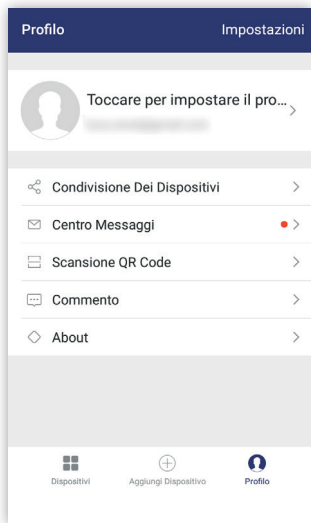 Profilo Impostazioni
Toccare per impostare il pro...
Condivisione Dei Dispositivi
Centro Messaggi
Scansione QR Code
Commento
About
Dispositivi Aggiungi Dispositivo Profilo